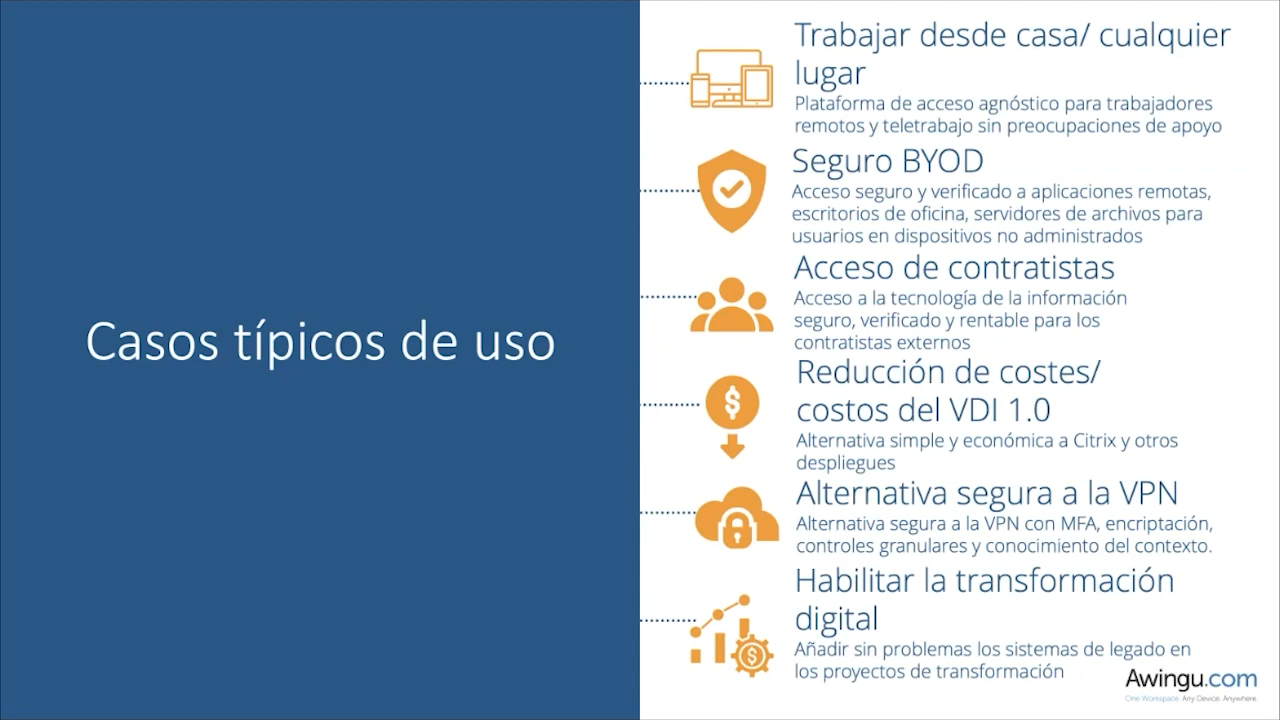 Casos típicos de uso
Trabajar desde casa/ cualquier
lugar
Plataforma de acceso agnóstico para trabajadores
remotos y teletrabajo sin preocupaciones de apoyo
Seguro BYOD
Acceso seguro y verificado a aplicaciones remotas,
escritorios de oficina, servidores de archivos para
usuarios en dispositivos no administrados
Acceso de contratistas
Acceso a la tecnología de la información
seguro, verificado y rentable para los
contratistas externos
Reducción de costes/
costos del VDI 1.0
Alternativa simple y económica a Citrix y otros
despliegues
Alternativa segura a la VPN
Alternativa segura a la VPN con MFA, encriptación,
controles granulares y conocimiento del contexto.
Habilitar la transformación
digital
Añadir sin problemas los sistemas de legado en
los proyectos de transformación
Awingu.com
One Workspace. Any Device. Anywhere.